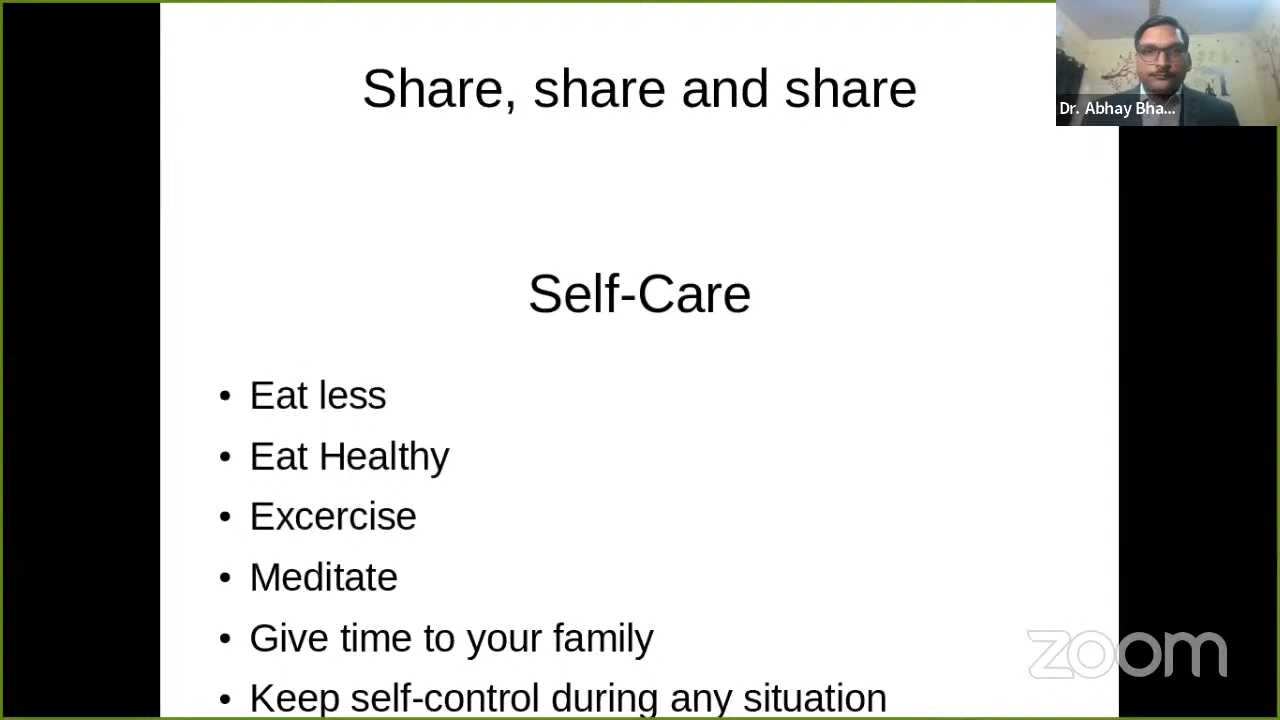 Share, share and share
Dr. Abhay Bha...
Self-Care
• Eat less
• Eat Healthy
• Excercise
• Meditate
• Give time to your family
• Keep self-control during any situation
zoom